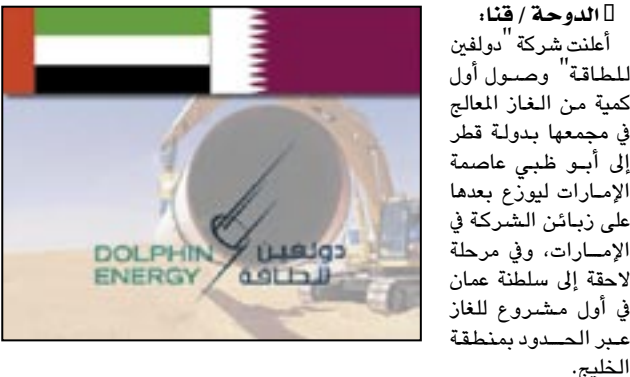 الدوحة / قنا:
أعلنت شركة "دولفين
للطاقة" وصول أول
كمية من الغاز المعالج
في مجمعها بدولة قطر
إلى أبو ظبي عاصمة
الإمارات ليوزع بعدها
على زبائن الشركة في
الإمارات، وفي مرحلة
لاحقة إلى سلطنة عمان
في أول مشروع للغاز
عبر الحدود بمنطقة
الخليج.
DOLPHIN دولفين
ENERGY للطاقة